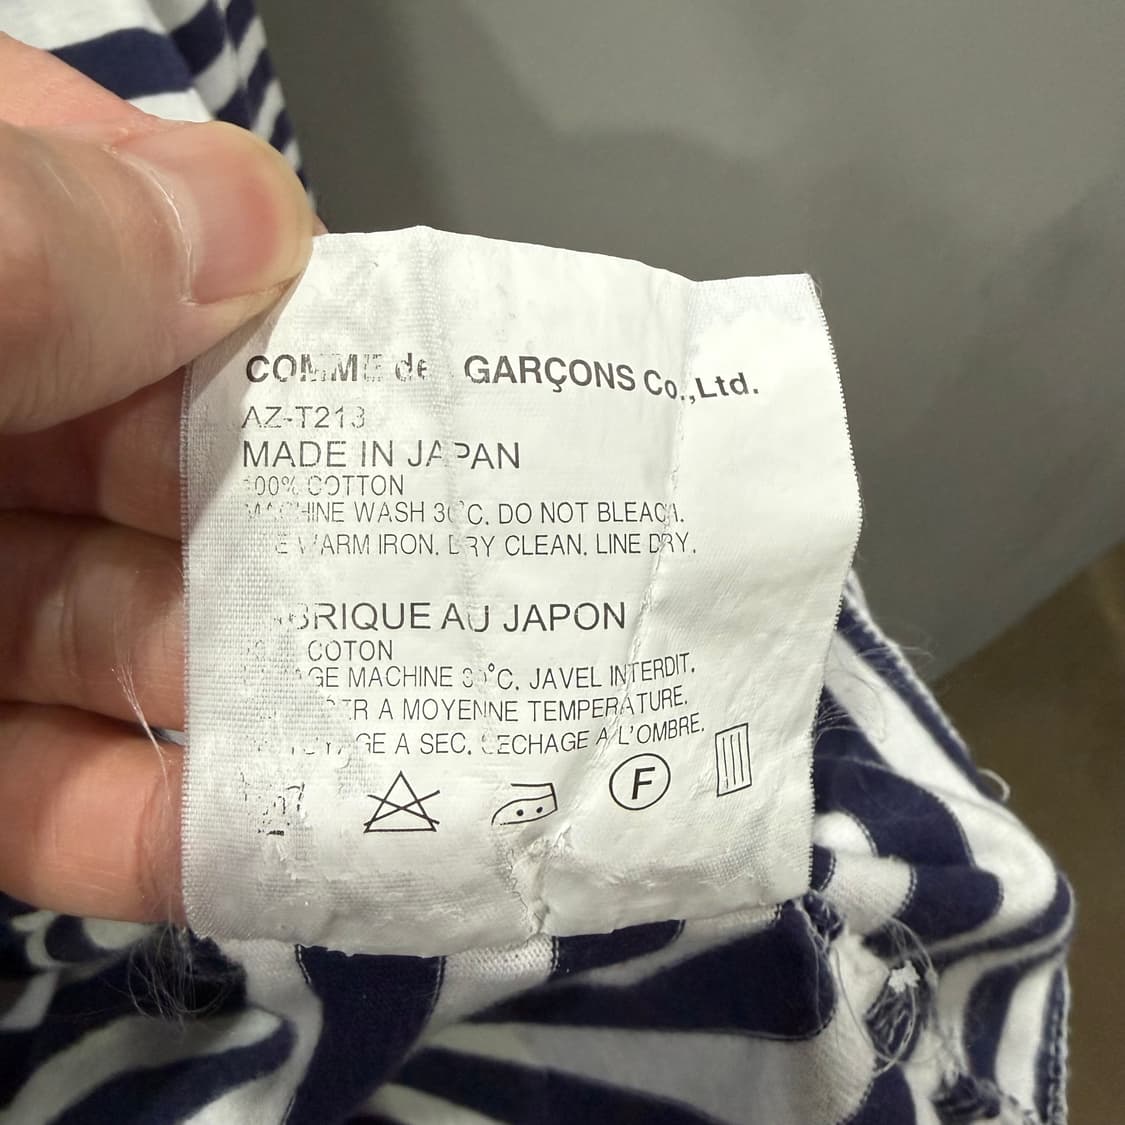 COMME de GARÇONS Co.,Ltd.
AZ-T213
MADE IN JAPAN
100% COTTON
MACHINE WASH 30°C. DO NOT BLEACH.
WARM IRON. DRY CLEAN. LINE DRY.
BRIQUE AU JAPON
COTON
GE MACHINE 30°C. JAVEL INTERDIT.
ER A MOYENNE TEMPERATURE.
GE A SEC. SECHAGE A L'OMBRE.
F